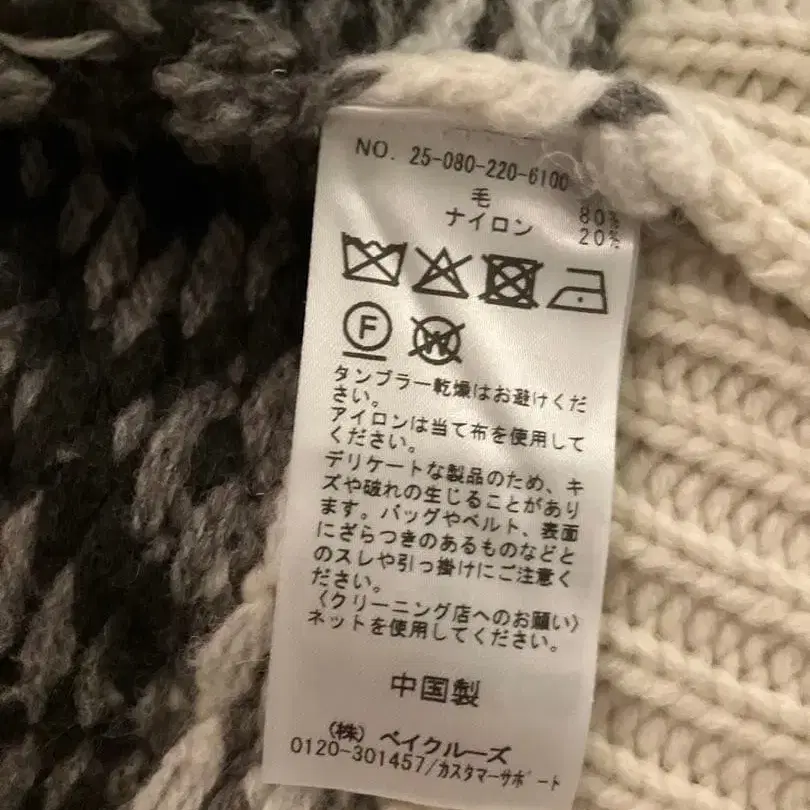 NO. 25-080-220-6100
毛 80%
ナイロン 20%
F
W
タンブラー乾燥はお避けくだ
さい。
アイロンは当て布を使用して
ください。
デリケートな製品のため、キ
ズや破れの生じることがあり
ます。バッグやベルト、表面
にざらつきのあるものなどと
のスレや引っ掛けにご注意く
ださい。
〈クリーニング店へのお願い〉
ネットを使用してください。
中国製
(株) ベイクルーズ
0120-301457/カスタマーサポート